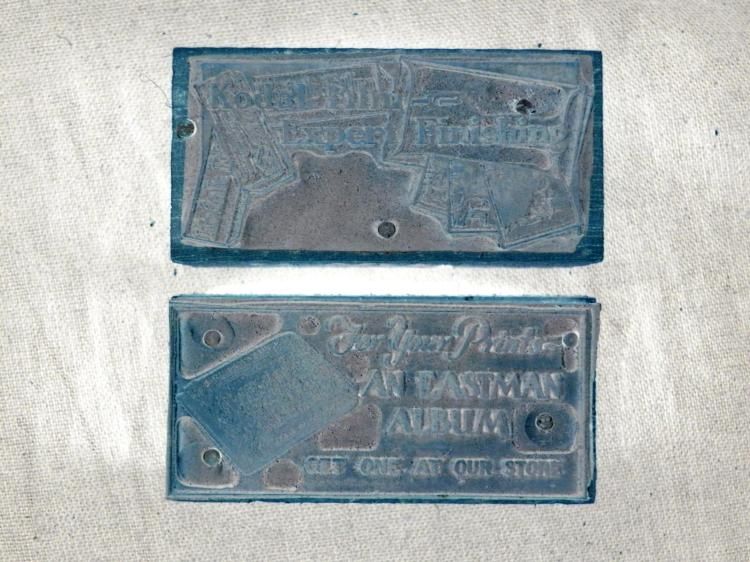 Kodak Film -
Expert Finishing
For Your Prints -
AN EASTMAN
ALBUM
GET ONE AT OUR STORE